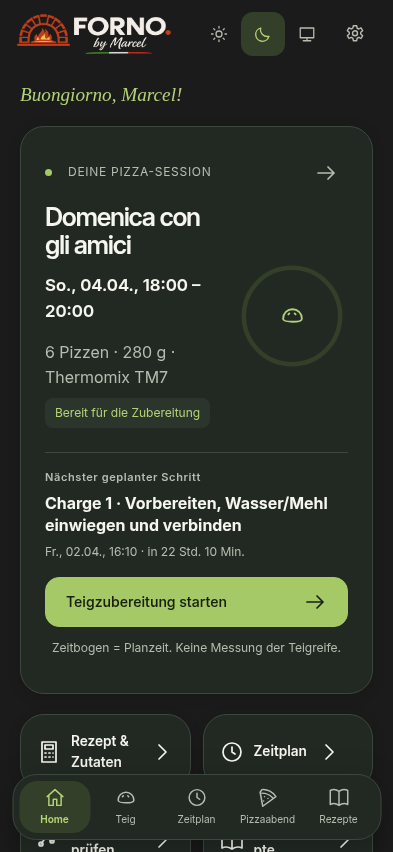 FORNO.
by Marcel
Buongiorno, Marcel!
DEINE PIZZA-SESSION
Domenica con
gli amici
So., 04.04., 18:00 –
20:00
6 Pizzen · 280 g ·
Thermomix TM7
Bereit für die Zubereitung
Nächster geplanter Schritt
Charge 1 · Vorbereiten, Wasser/Mehl
einwiegen und verbinden
Fr., 02.04., 16:10 · in 22 Std. 10 Min.
Teigzubereitung starten
Zeitbogen = Planzeit. Keine Messung der Teigreife.
Rezept &
Zutaten
Zeitplan
Home
Teig
Zeitplan
Pizzaabend
Rezepte
prüfen
pte